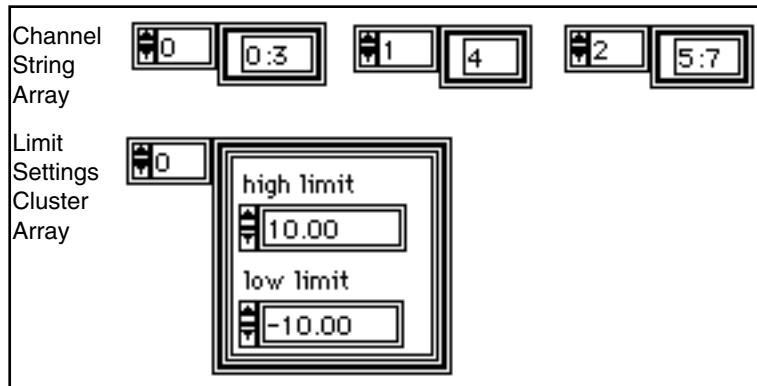 Channel
String
Array
0 0:3 1 4 2 5:7
Limit
Settings
Cluster
Array
0
high limit
10.00
low limit
-10.00